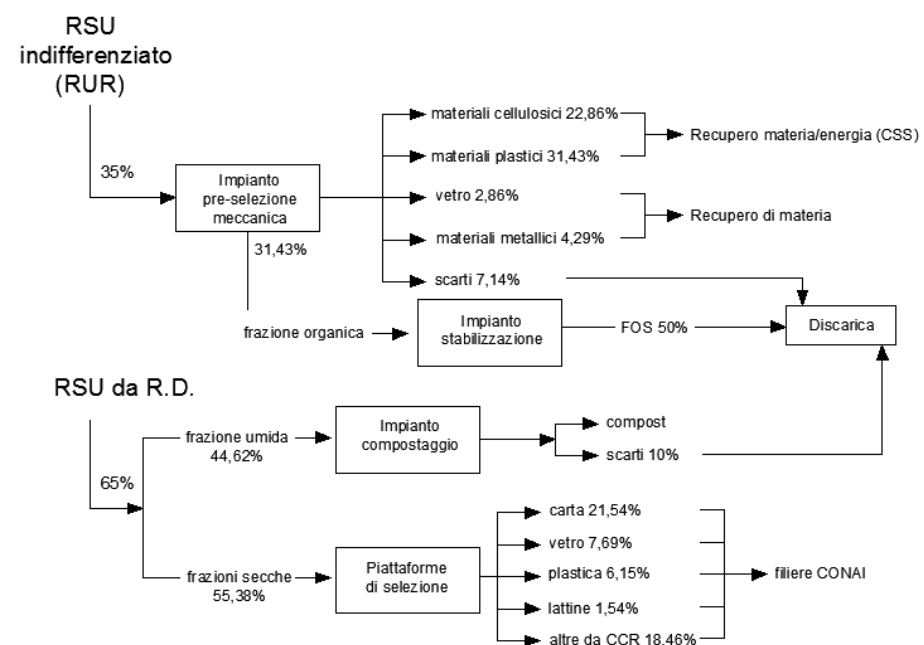 RSU
indifferenziato
(RUR)
35%
Impianto
pre-selezione
meccanica
31,43%
materiali cellulosici 22,86%
materiali plastici 31,43%
Recupero materia/energia (CSS)
vetro 2,86%
materiali metallici 4,29%
Recupero di materia
scarti 7,14%
frazione organica
Impianto
stabilizzazione
FOS 50%
Discarica
RSU da R.D.
65%
frazione umida
44,62%
Impianto
compostaggio
compost
scarti 10%
frazioni secche
55,38%
Piattaforme
di selezione
carta 21,54%
vetro 7,69%
plastica 6,15%
lattine 1,54%
altre da CCR 18,46%
filiere CONAI